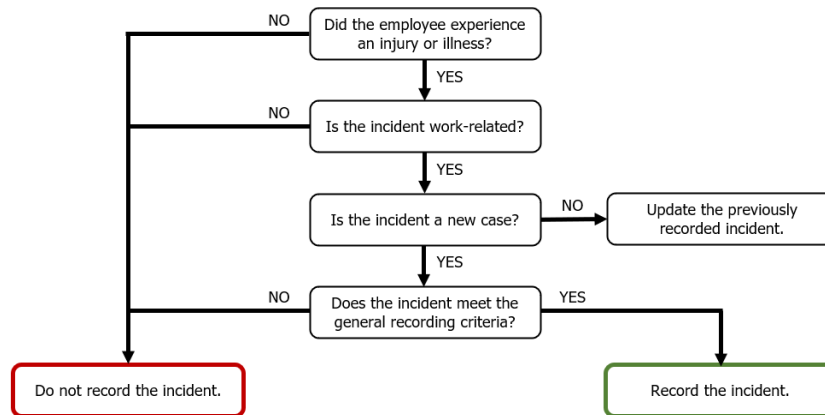 NO
Did the employee experience
an injury or illness?
YES
NO
Is the incident work-related?
YES
Is the incident a new case?
NO
Update the previously
recorded incident.
YES
NO
Does the incident meet the
general recording criteria?
YES
Do not record the incident.
Record the incident.